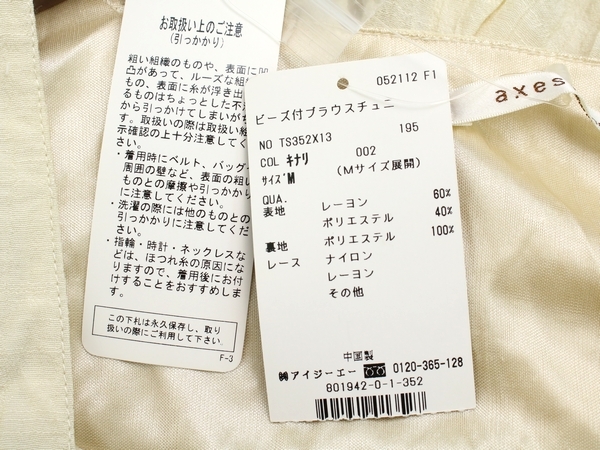 お取扱い上のご注意
(引っかかり)
粗い組織のものや、表面に凹
凸があって、ルーズな組
もの、表面に糸が浮き出
るものはちょっとした不
から引っかけてしまいが
す。取扱いの際は取扱い
示確認の上十分注意してく
・着用時にベルト、バッグ
周囲の壁など、表面の粗い
ものとの摩擦や引っかか
に注意してください。
・洗濯の際には他のものとの
引っかかりに注意してくだ
さい。
・指輪・時計・ネックレスな
どは、ほつれ糸の原因にな
りますので、着用後にお付
けすることをおすすめしま
す。
この下札は永久保存し、取り
扱いの際にご利用して下さい。
F-3
052112 F1
ビーズ付ブラウスチュニ
NO TS352X13 195
COL キナリ 002
サイズ M (Mサイズ展開)
QUA.
表地 レーヨン 60%
ポリエステル 40%
裏地 ポリエステル 100%
レース ナイロン
レーヨン
その他
中国製
㈱アイジーエー 0120-365-128
801942-0-1-352
axes